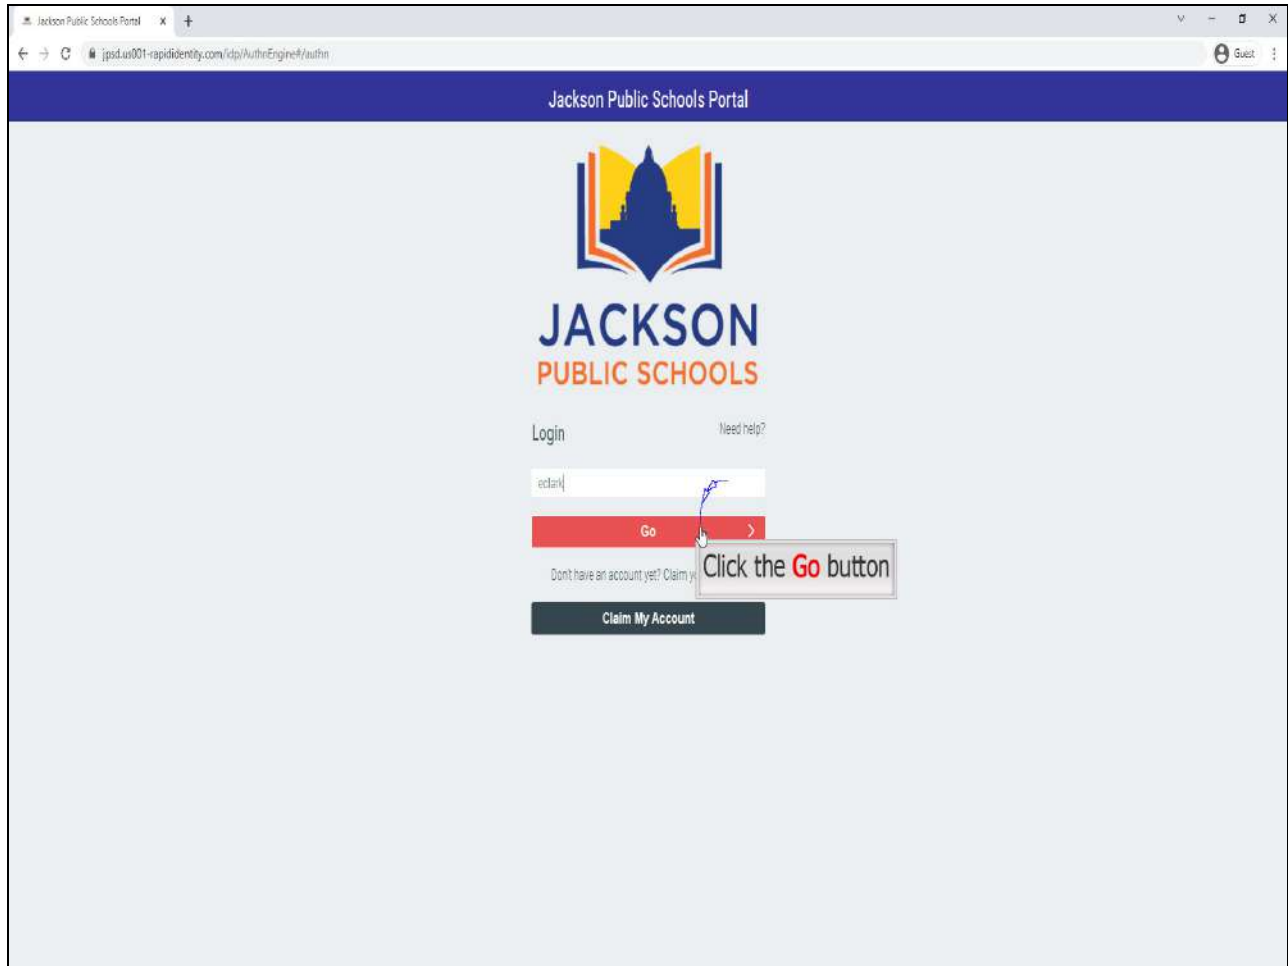 Jackson Public Schools Portal
jpsd.us001-rapididentity.com/idp/AuthnEngine#/authn
Guest
Jackson Public Schools Portal
JACKSON
PUBLIC SCHOOLS
Login Need help?
eclark
Go
Click the Go button
Don't have an account yet? Claim
Claim My Account